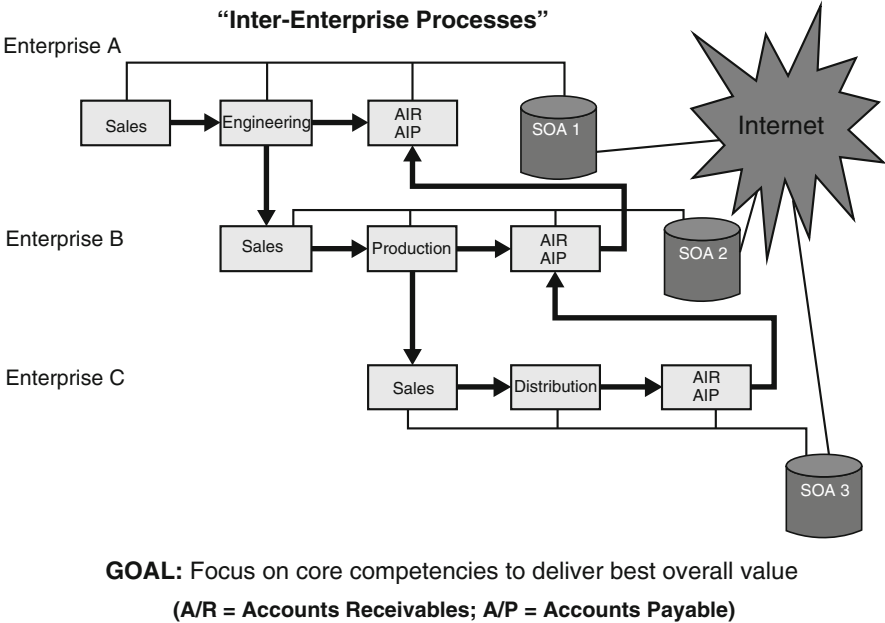 “Inter-Enterprise Processes”
Enterprise A
Sales
Engineering
AIR
AIP
SOA 1
Internet
Enterprise B
Sales
Production
AIR
AIP
SOA 2
Enterprise C
Sales
Distribution
AIR
AIP
SOA 3
GOAL: Focus on core competencies to deliver best overall value
(A/R = Accounts Receivables; A/P = Accounts Payable)